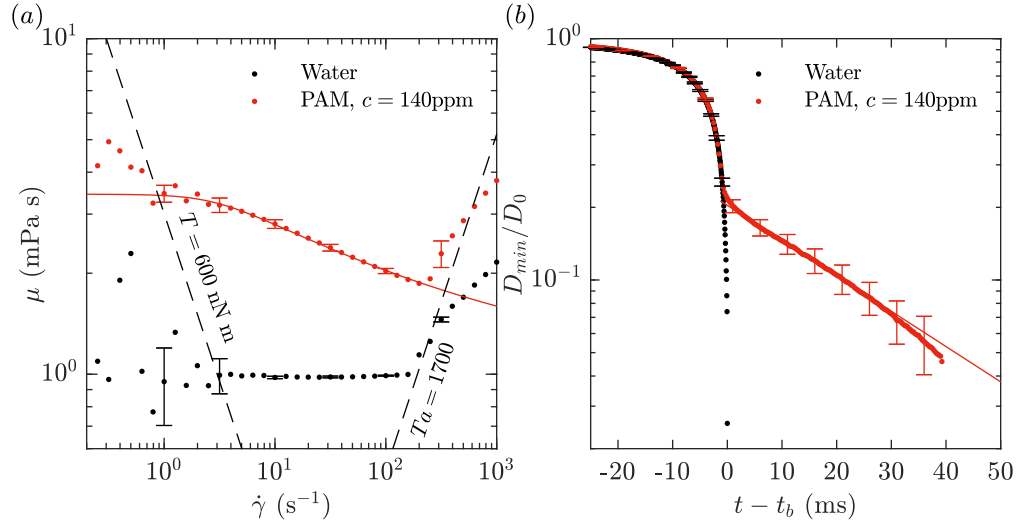 (a)
10¹
10⁰
μ (mPa s)
Water
PAM, c = 140ppm
T = 600 nN m
Ta = 1700
10⁰ 10¹ 10² 10³
γ̇ (s⁻¹)
(b)
10⁰
10⁻¹
D_min/D_0
Water
PAM, c = 140ppm
-20 -10 0 10 20 30 40 50
t − t_b (ms)